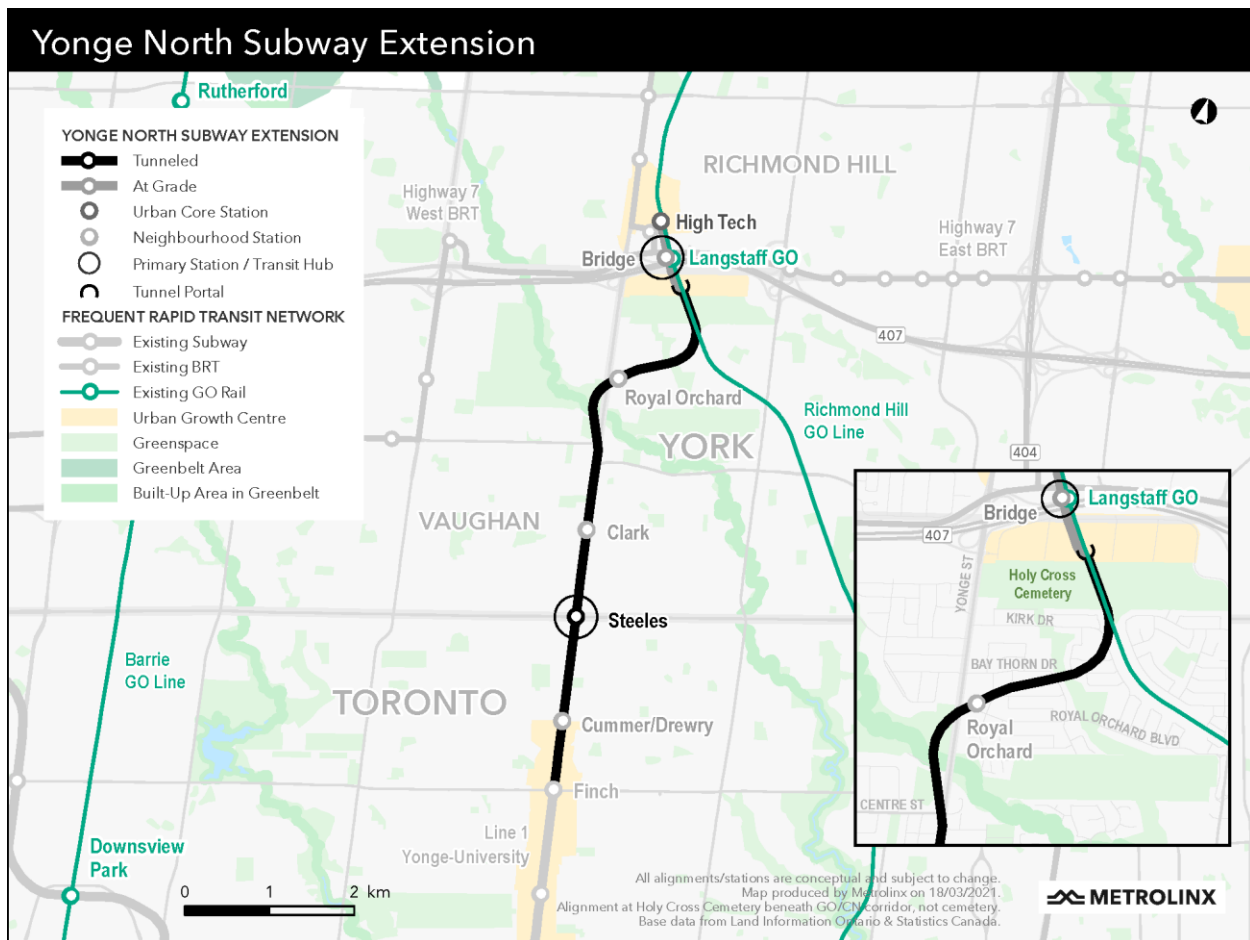 Yonge North Subway Extension
Rutherford
YONGE NORTH SUBWAY EXTENSION
Tunneled
At Grade
Urban Core Station
Neighbourhood Station
Primary Station / Transit Hub
Tunnel Portal
FREQUENT RAPID TRANSIT NETWORK
Existing Subway
Existing BRT
Existing GO Rail
Urban Growth Centre
Greenspace
Greenbelt Area
Built-Up Area in Greenbelt
Highway 7
West BRT
RICHMOND HILL
High Tech
Bridge
Langstaff GO
Highway 7
East BRT
407
Royal Orchard
Richmond Hill
GO Line
YORK
404
VAUGHAN
Clark
Steeles
Barrie
GO Line
TORONTO
Cummer/Drewry
Finch
Line 1
Yonge-University
Downsview
Park
0 1 2 km
Langstaff GO
Bridge
407
YONGE ST
Holy Cross
Cemetery
KIRK DR
BAY THORN DR
ROYAL ORCHARD BLVD
Royal
Orchard
CENTRE ST
All alignments/stations are conceptual and subject to change.
Map produced by Metrolinx on 18/03/2021.
Alignment at Holy Cross Cemetery beneath GO/CN corridor, not cemetery.
Base data from Land Information Ontario & Statistics Canada.
METROLINX